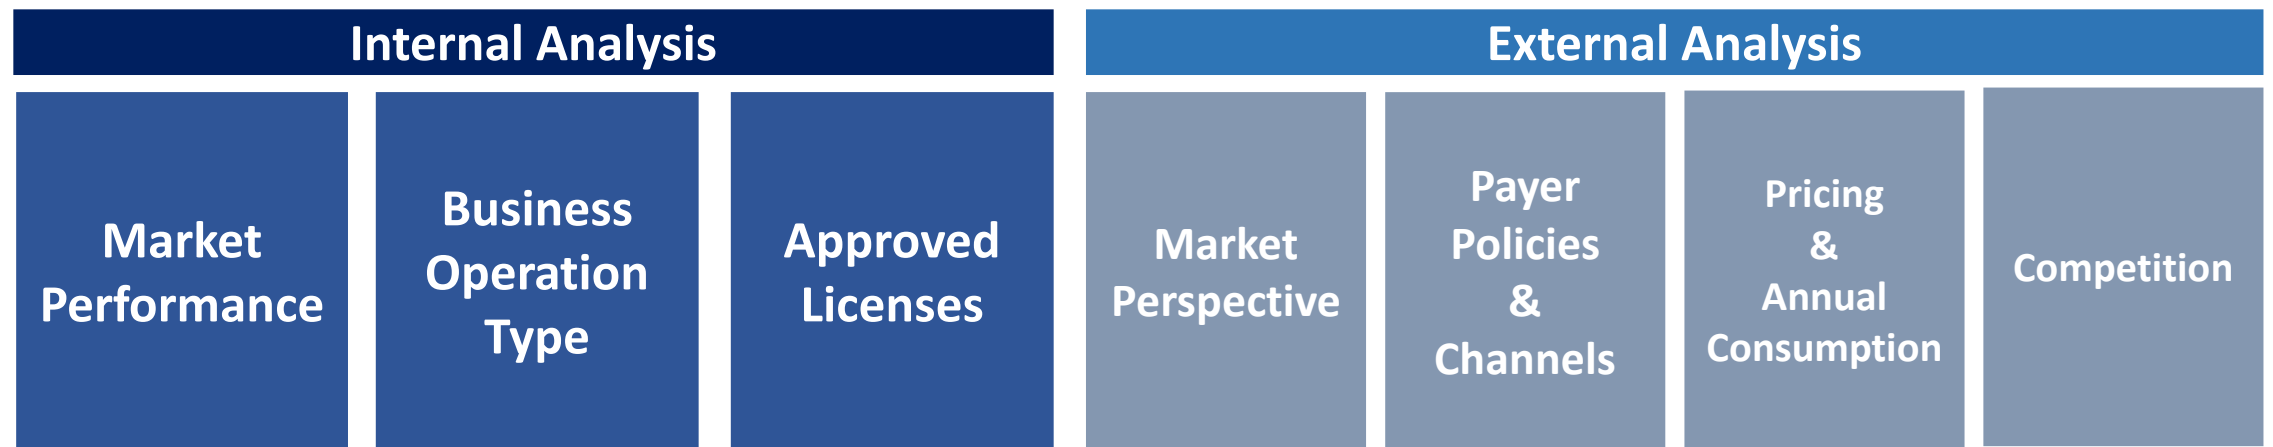 Internal Analysis
External Analysis
Market
Performance
Business
Operation
Type
Approved
Licenses
Market
Perspective
Payer
Policies
&
Channels
Pricing
&
Annual
Consumption
Competition